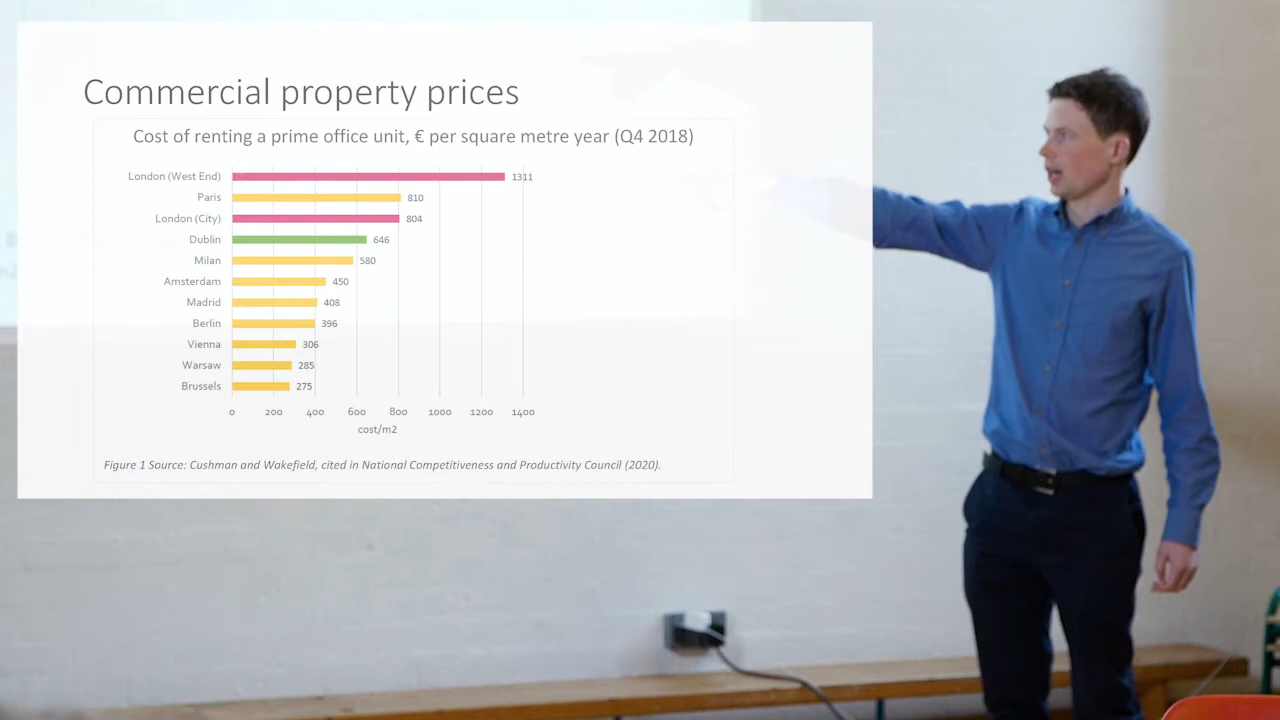 Commercial property prices
Cost of renting a prime office unit, € per square metre year (Q4 2018)
London (West End) 1311
Paris 810
London (City) 804
Dublin 646
Milan 580
Amsterdam 450
Madrid 408
Berlin 396
Vienna 306
Warsaw 285
Brussels 275
0 200 400 600 800 1000 1200 1400
cost/m2
Figure 1 Source: Cushman and Wakefield, cited in National Competitiveness and Productivity Council (2020).